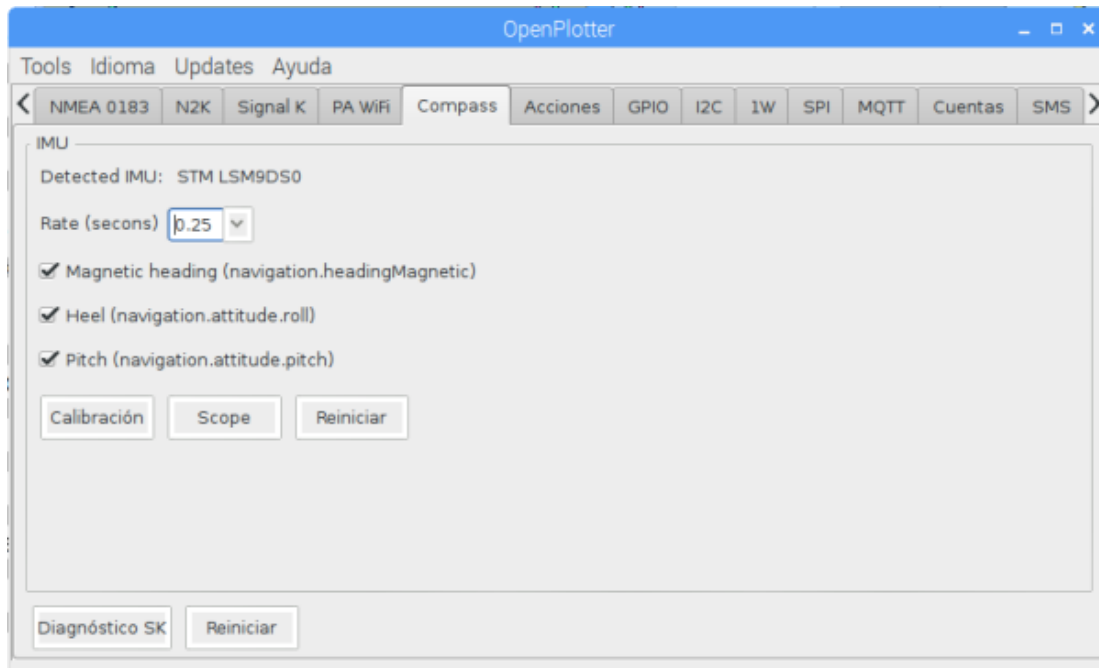 OpenPlotter
Tools Idioma Updates Ayuda
NMEA 0183 N2K Signal K PA WiFi Compass Acciones GPIO I2C 1W SPI MQTT Cuentas SMS
IMU
Detected IMU: STM LSM9DS0
Rate (secons) 0.25
Magnetic heading (navigation.headingMagnetic)
Heel (navigation.attitude.roll)
Pitch (navigation.attitude.pitch)
Calibración Scope Reiniciar
Diagnóstico SK Reiniciar